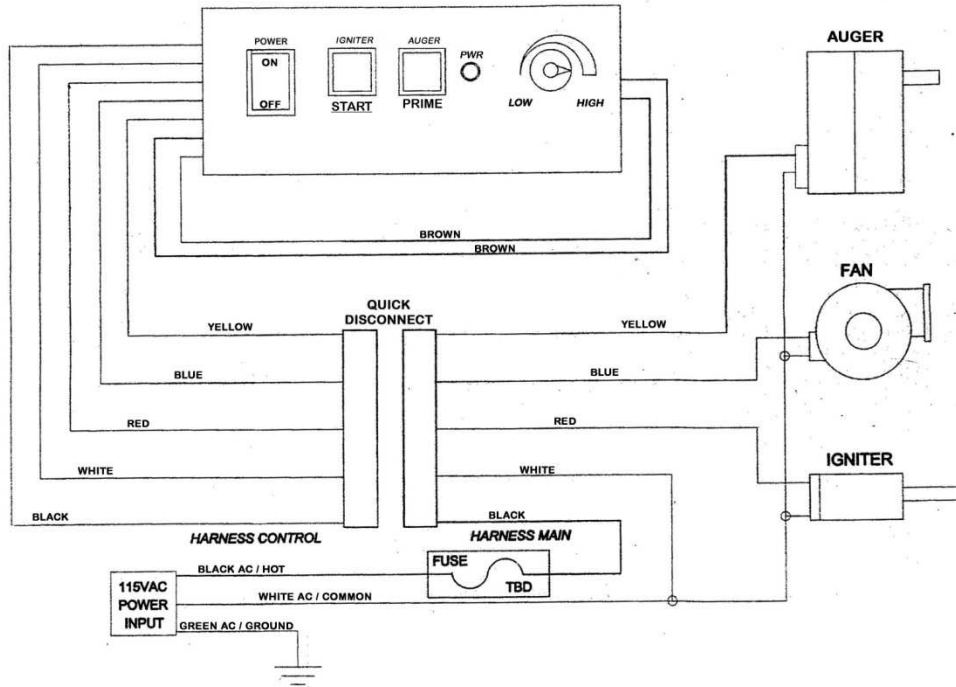 POWER
ON
OFF
IGNITER
START
AUGER
PRIME
PWR
LOW
HIGH
AUGER
BROWN
BROWN
FAN
QUICK
DISCONNECT
YELLOW
YELLOW
BLUE
BLUE
RED
RED
WHITE
WHITE
IGNITER
BLACK
BLACK
HARNESS CONTROL
HARNESS MAIN
FUSE
TBD
115VAC
POWER
INPUT
BLACK AC / HOT
WHITE AC / COMMON
GREEN AC / GROUND